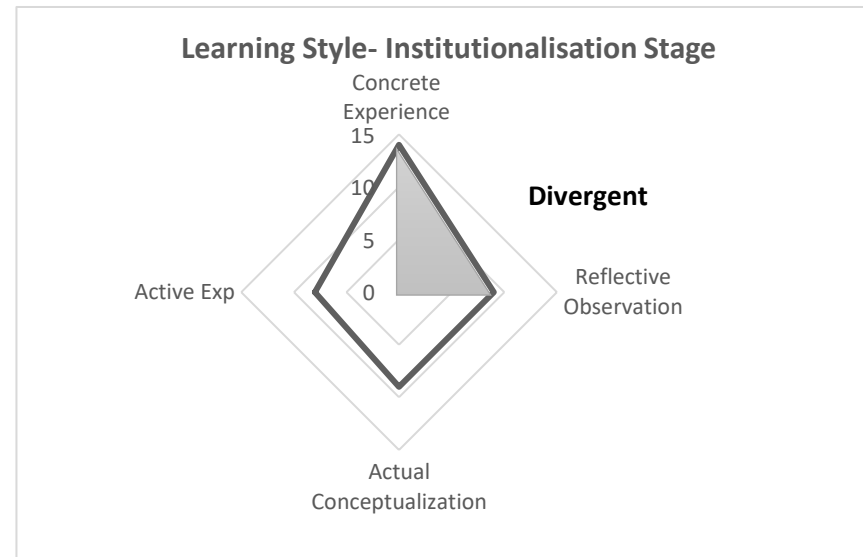 Learning Style- Institutionalisation Stage
Concrete
Experience
15
10
5
0
Divergent
Reflective
Observation
Active Exp
Actual
Conceptualization